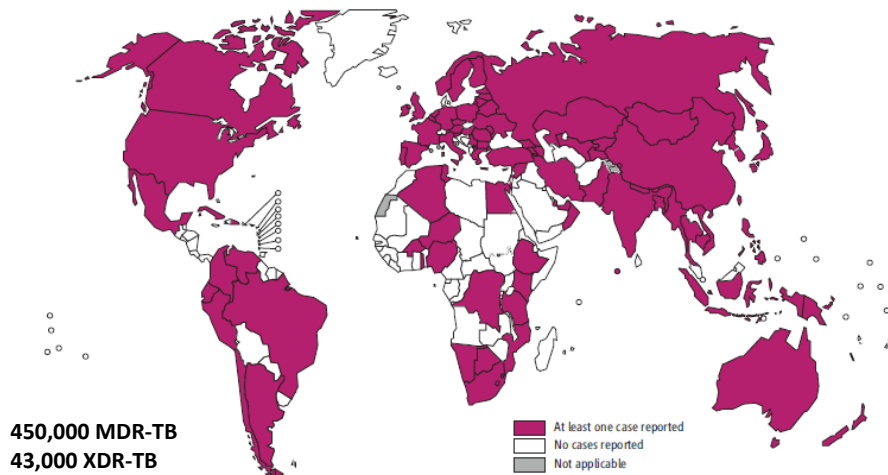 450,000 MDR-TB
43,000 XDR-TB
At least one case reported
No cases reported
Not applicable